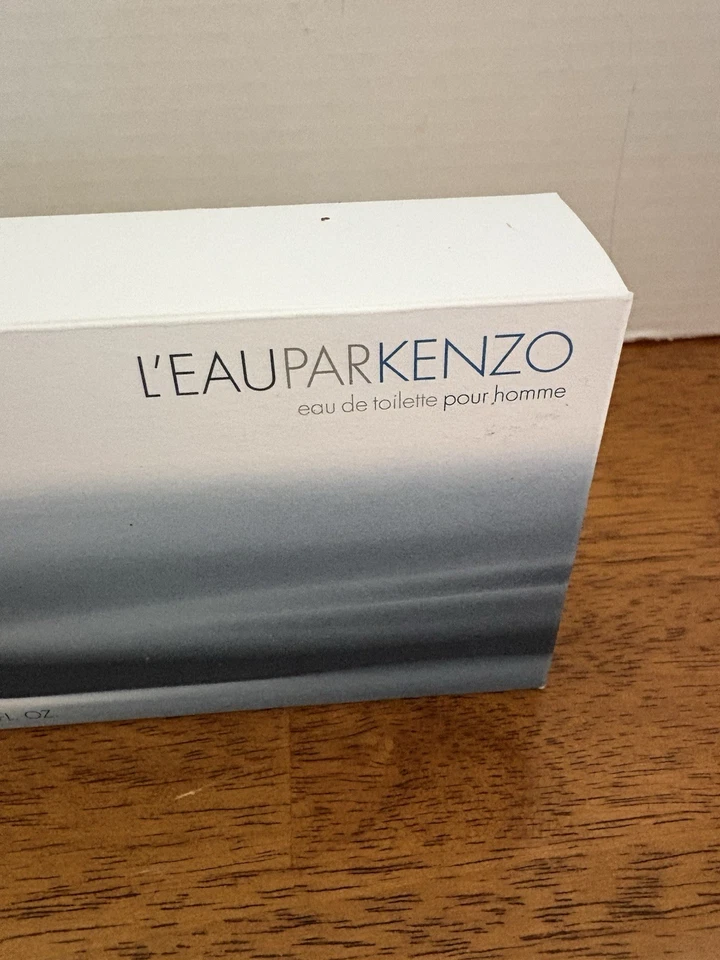 L'EAUPARKENZO
eau de toilette pour homme
FL. OZ.